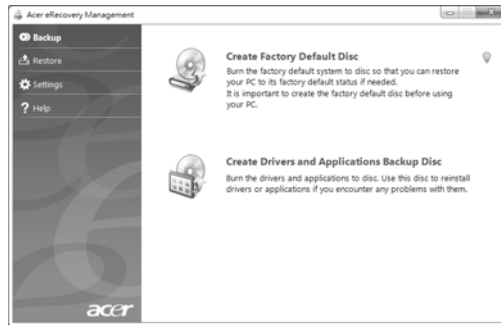 Acer eRecovery Management
Backup
Restore
Settings
Help
Create Factory Default Disc
Burn the factory default system to disc so that you can restore
your PC to its factory default status if needed.
It is important to create the factory default disc before using
your PC.
Create Drivers and Applications Backup Disc
Burn the drivers and applications to disc. Use this disc to reinstall
drivers or applications if you encounter any problems with them.
acer